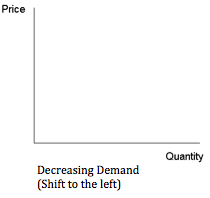 Price
Quantity
Decreasing Demand
(Shift to the left)